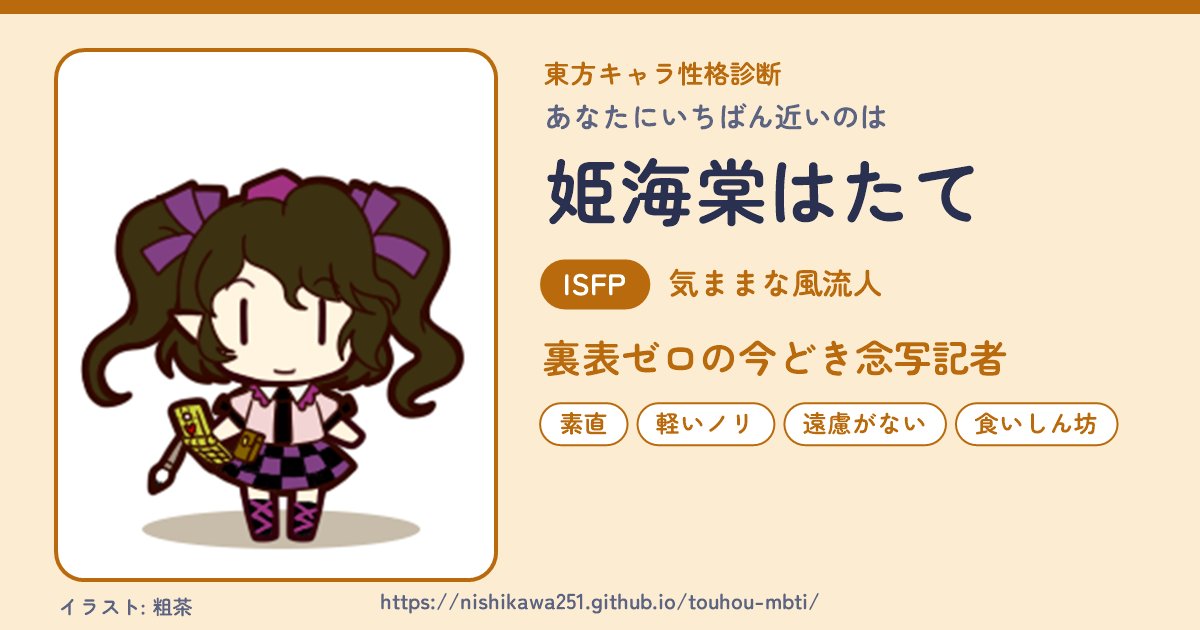 東方キャラ性格診断
あなたにいちばん近いのは
姫海棠はたて
ISFP 気ままな風流人
裏表ゼロの今どき念写記者
素直 軽いノリ 遠慮がない 食いしん坊
イラスト: 粗茶
https://nishikawa251.github.io/touhou-mbti/